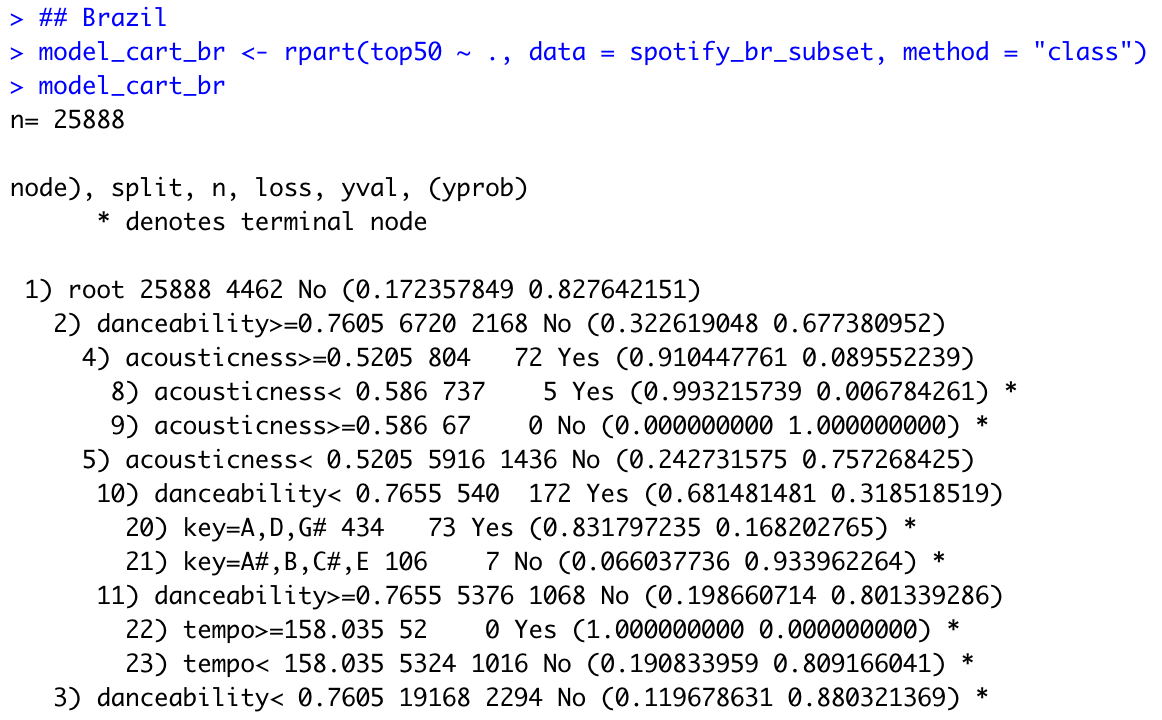 > ## Brazil
> model_cart_br <- rpart(top50 ~ ., data = spotify_br_subset, method = "class")
> model_cart_br
n= 25888

node), split, n, loss, yval, (yprob)
      * denotes terminal node

 1) root 25888 4462 No (0.172357849 0.827642151)
   2) danceability>=0.7605 6720 2168 No (0.322619048 0.677380952)
     4) acousticness>=0.5205 804   72 Yes (0.910447761 0.089552239)
       8) acousticness< 0.586 737    5 Yes (0.993215739 0.006784261) *
       9) acousticness>=0.586 67    0 No (0.000000000 1.000000000) *
     5) acousticness< 0.5205 5916 1436 No (0.242731575 0.757268425)
      10) danceability< 0.7655 540  172 Yes (0.681481481 0.318518519)
        20) key=A,D,G# 434   73 Yes (0.831797235 0.168202765) *
        21) key=A#,B,C#,E 106    7 No (0.066037736 0.933962264) *
      11) danceability>=0.7655 5376 1068 No (0.198660714 0.801339286)
        22) tempo>=158.035 52    0 Yes (1.000000000 0.000000000) *
        23) tempo< 158.035 5324 1016 No (0.190833959 0.809166041) *
   3) danceability< 0.7605 19168 2294 No (0.119678631 0.880321369) *